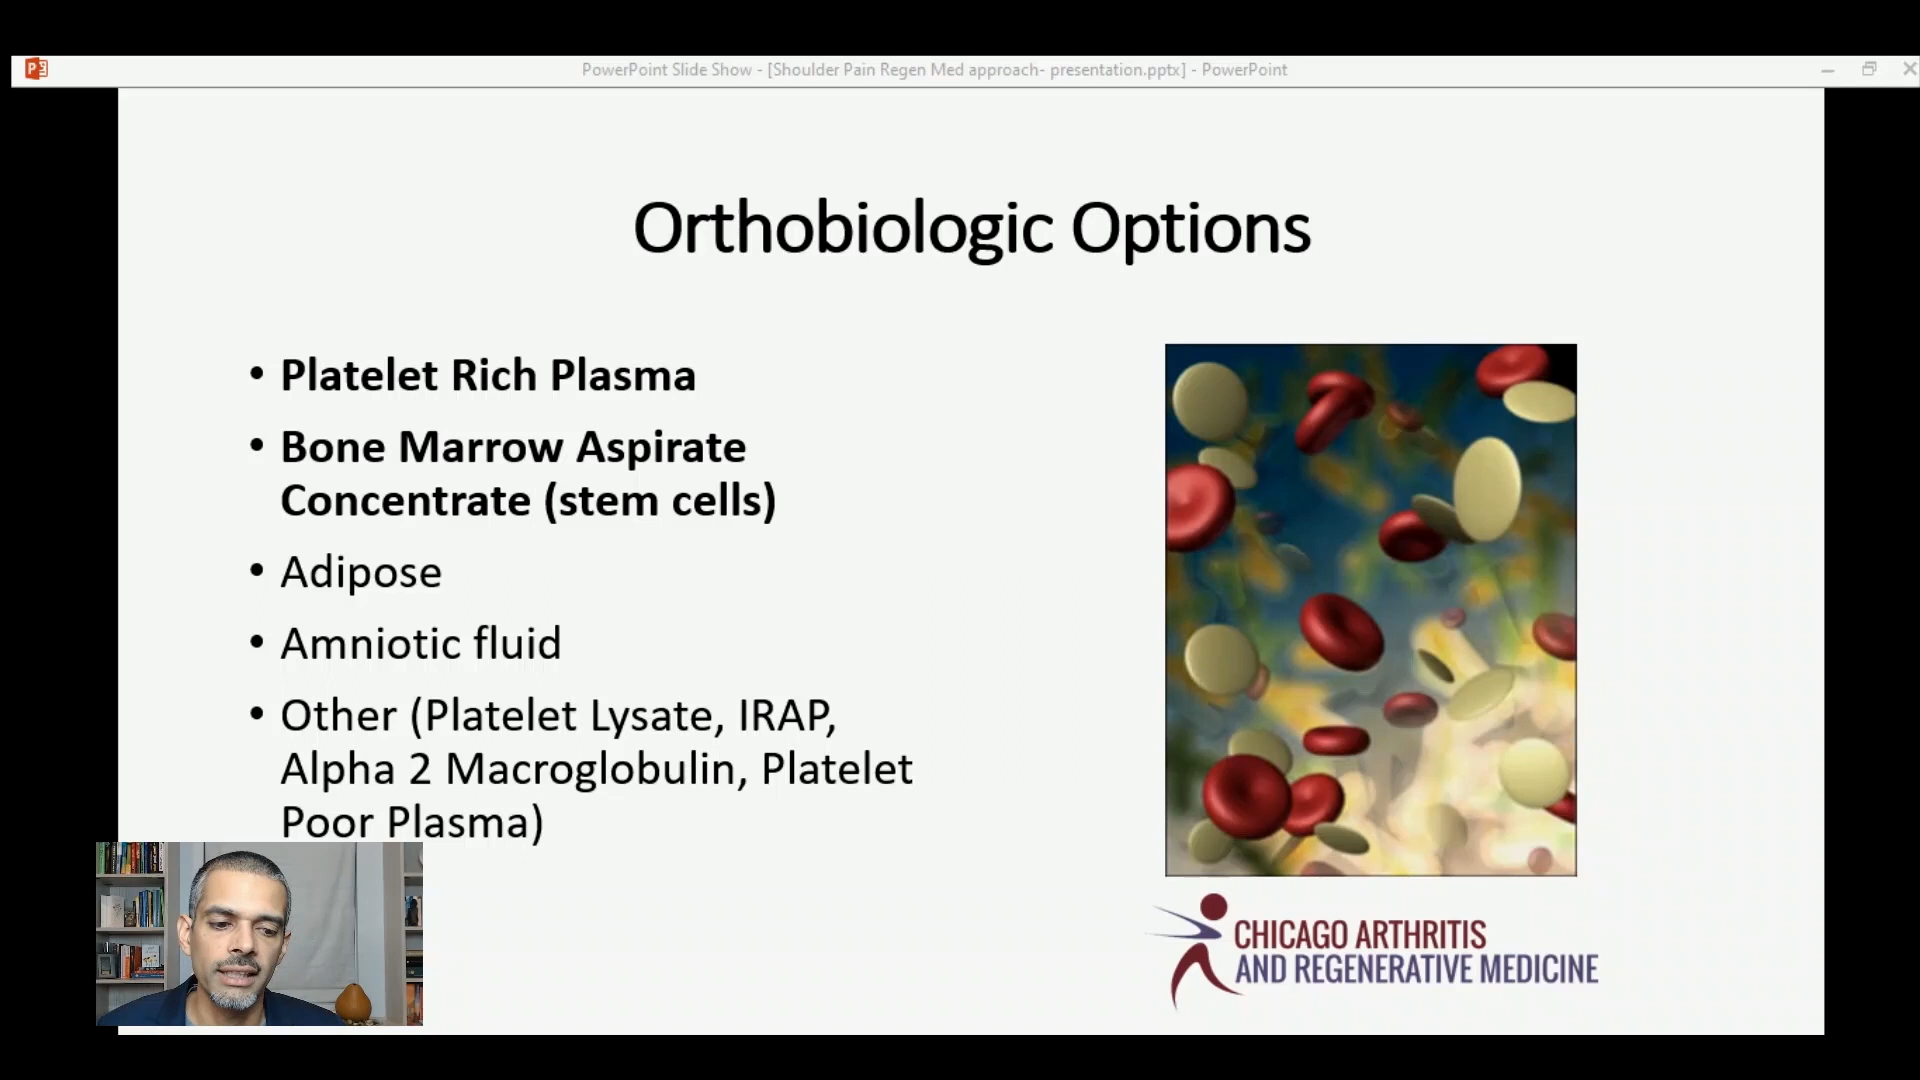 PowerPoint Slide Show - [Shoulder Pain Regen Med approach- presentation.pptx] - PowerPoint
Orthobiologic Options
• Platelet Rich Plasma
• Bone Marrow Aspirate
Concentrate (stem cells)
• Adipose
• Amniotic fluid
• Other (Platelet Lysate, IRAP,
Alpha 2 Macroglobulin, Platelet
Poor Plasma)
CHICAGO ARTHRITIS
AND REGENERATIVE MEDICINE